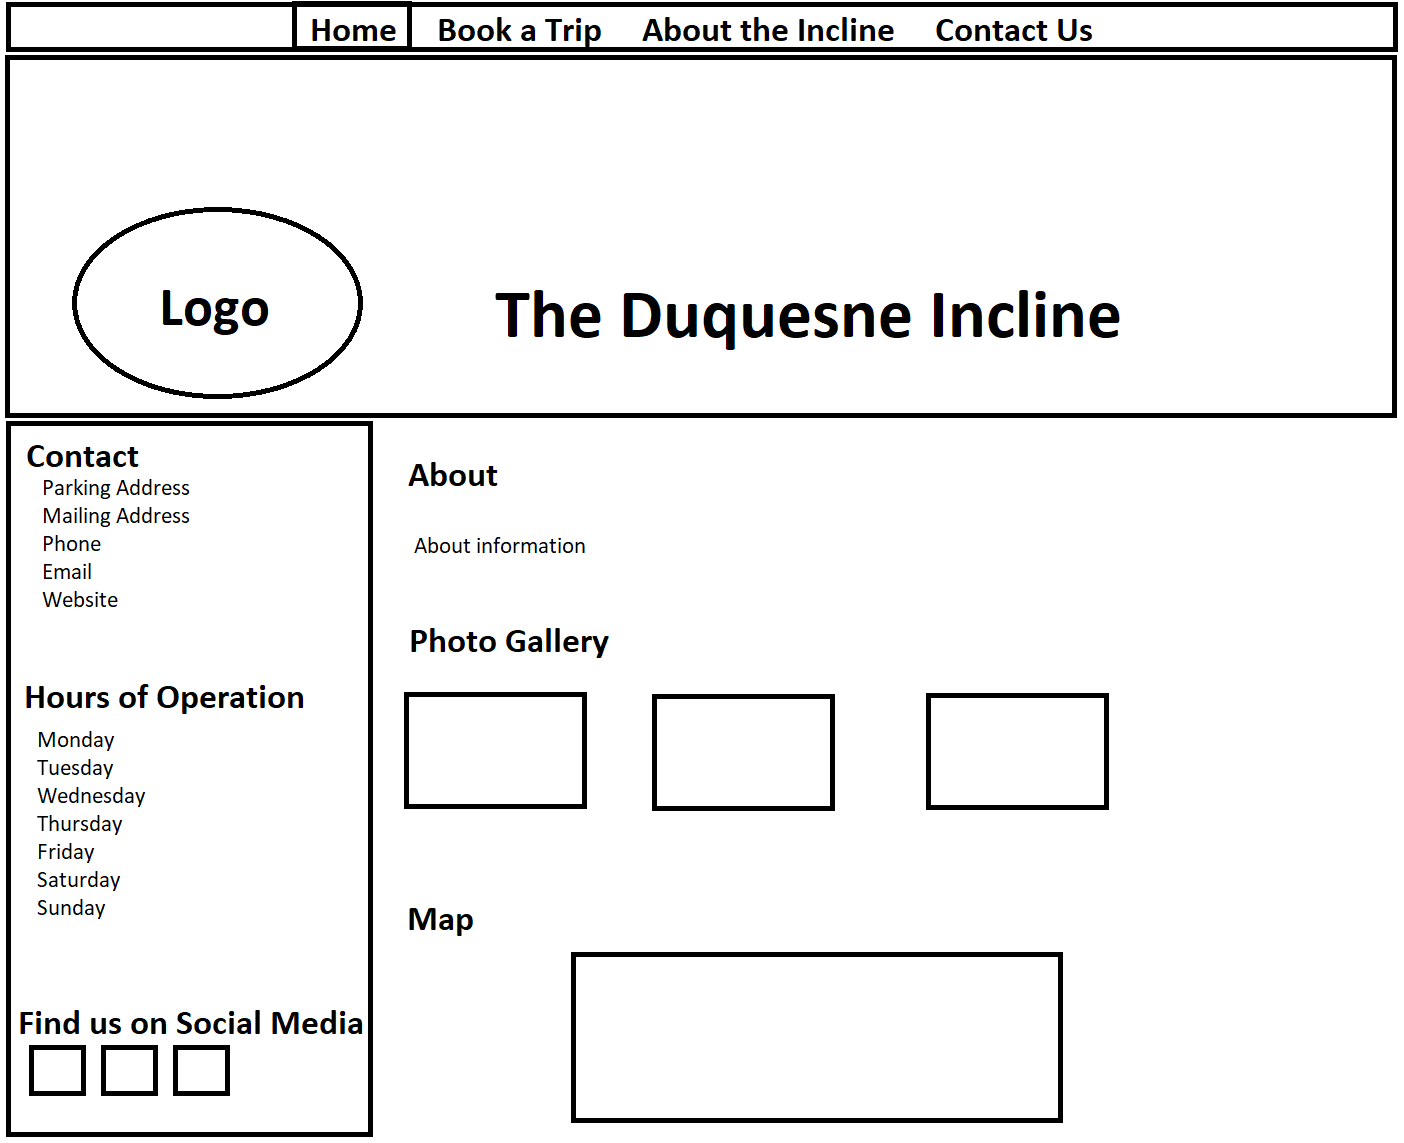 Home Book a Trip About the Incline Contact Us
Logo
The Duquesne Incline
Contact
Parking Address
Mailing Address
Phone
Email
Website
Hours of Operation
Monday
Tuesday
Wednesday
Thursday
Friday
Saturday
Sunday
Find us on Social Media
About
About information
Photo Gallery
Map